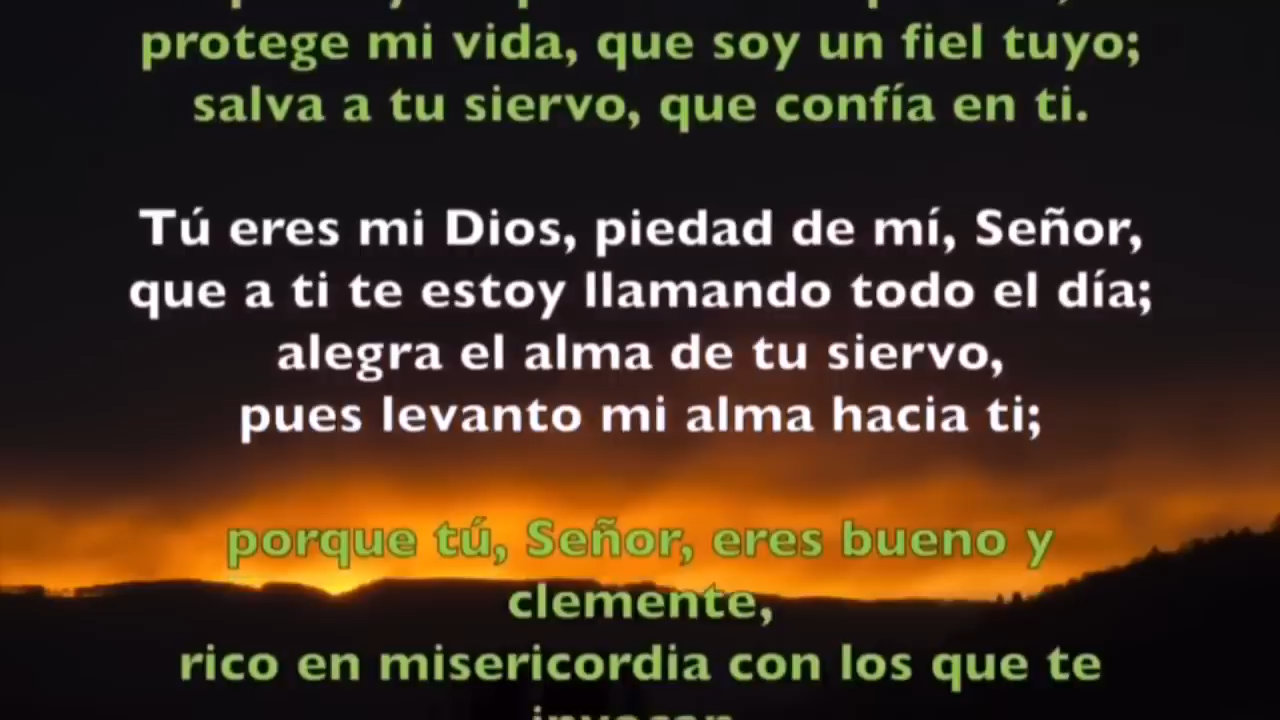 protege mi vida, que soy un fiel tuyo;
salva a tu siervo, que confía en ti.
Tú eres mi Dios, piedad de mí, Señor,
que a ti te estoy llamando todo el día;
alegra el alma de tu siervo,
pues levanto mi alma hacia ti;
porque tú, Señor, eres bueno y
clemente,
rico en misericordia con los que te
invocan